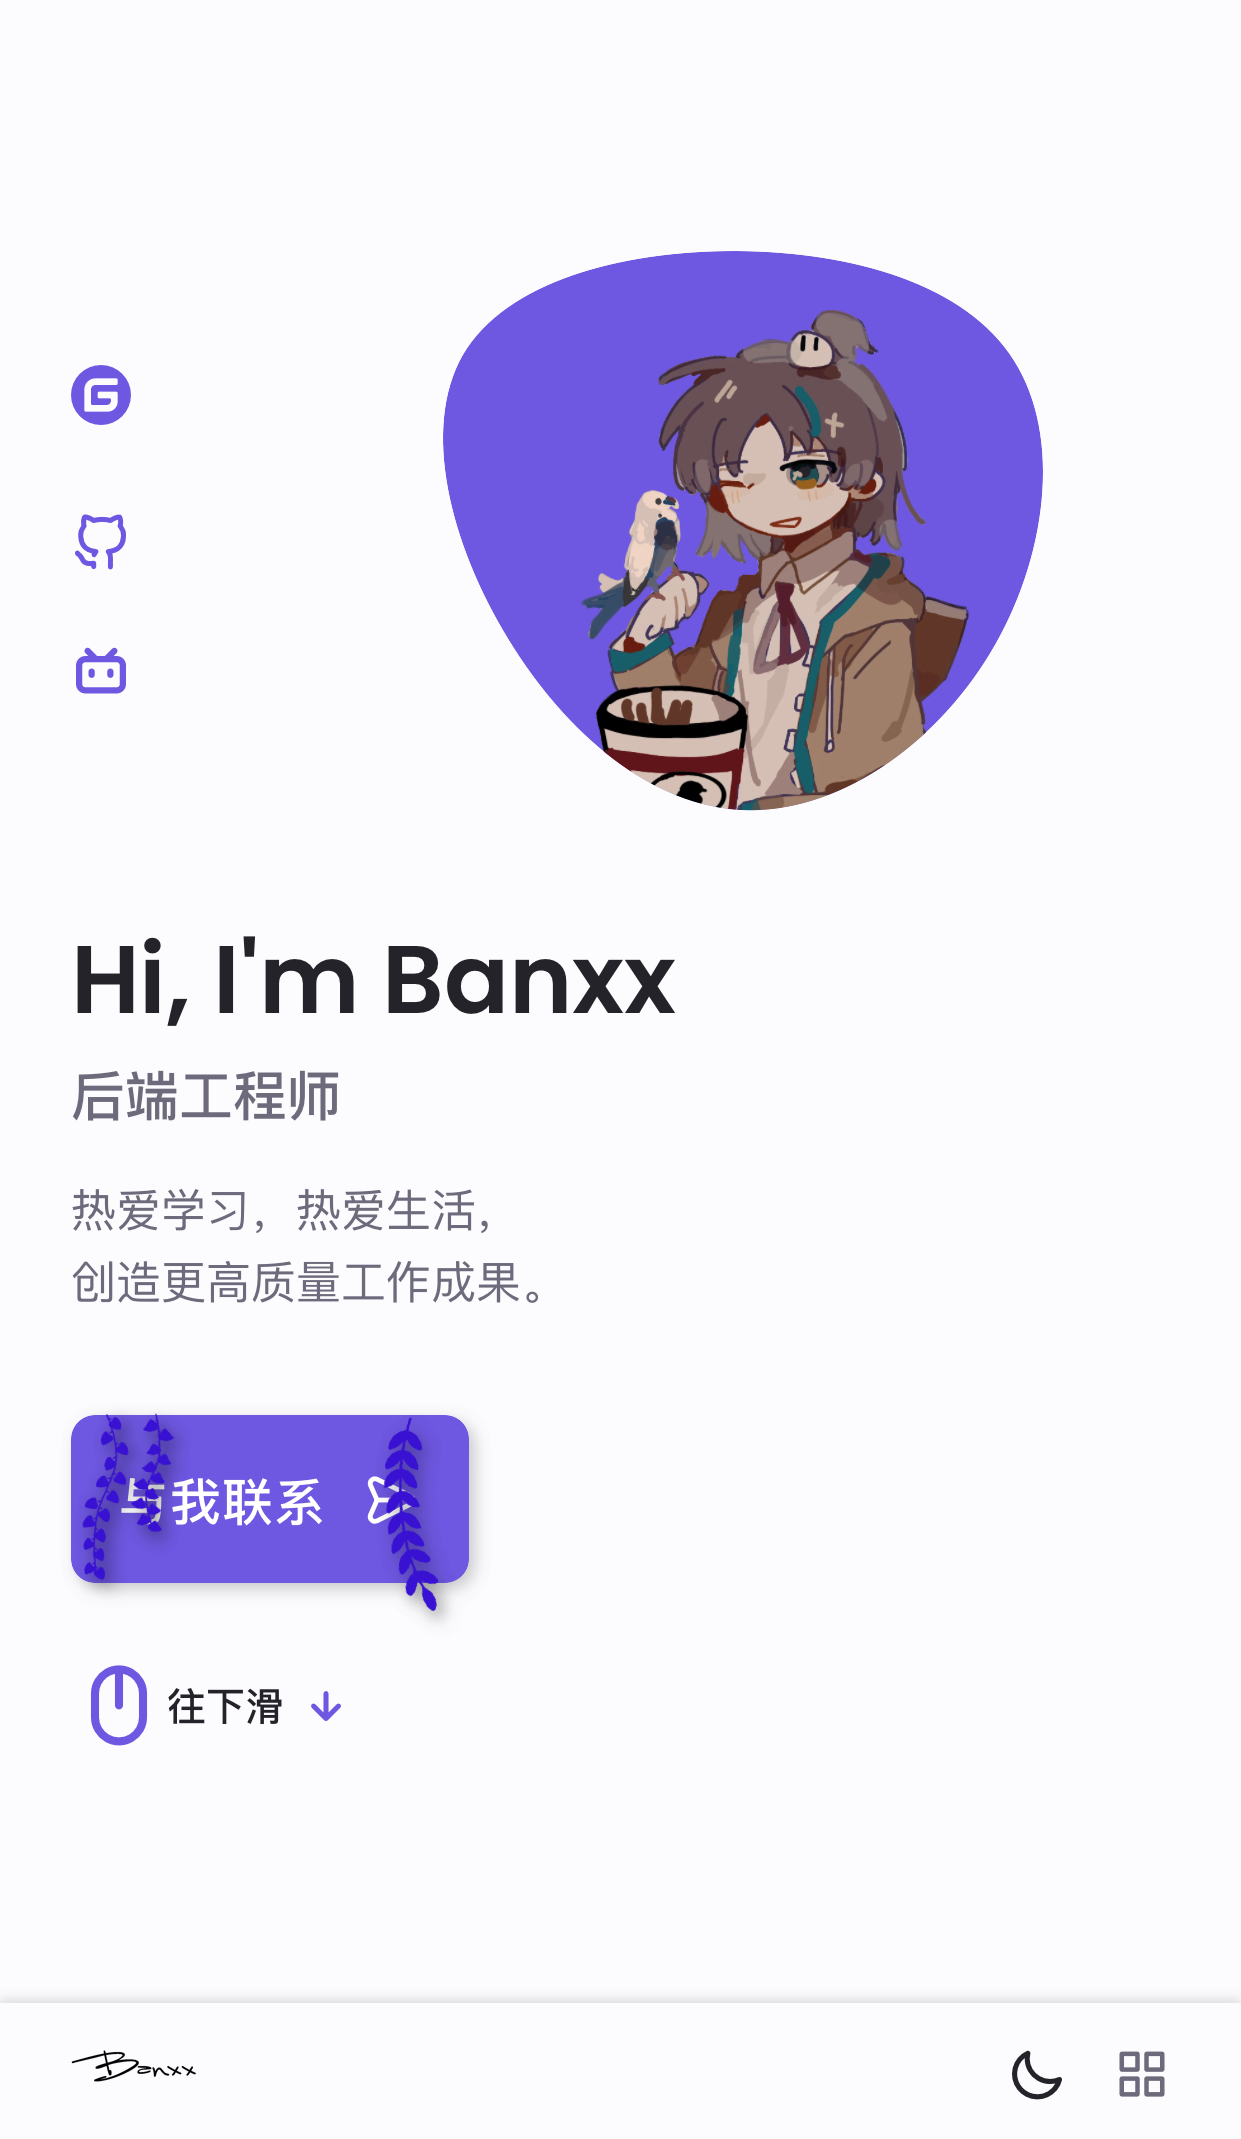 Hi, I'm Banxx
后端工程师
热爱学习，热爱生活，
创造更高质量工作成果。
与我联系
往下滑
Banxx